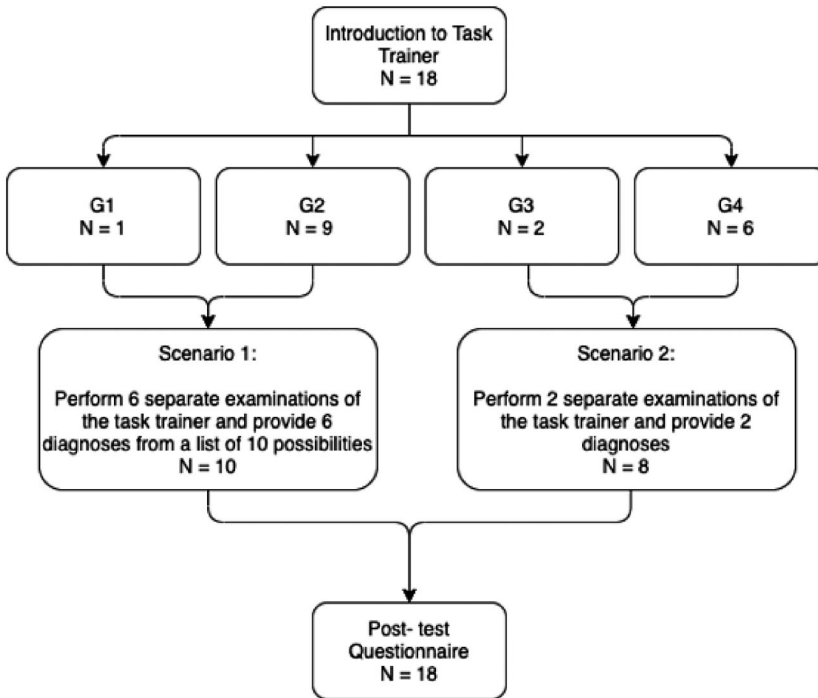 Introduction to Task
Trainer
N = 18
G1
N = 1
G2
N = 9
G3
N = 2
G4
N = 6
Scenario 1:
Perform 6 separate examinations of
the task trainer and provide 6
diagnoses from a list of 10 possibilities
N = 10
Scenario 2:
Perform 2 separate examinations of
the task trainer and provide 2
diagnoses
N = 8
Post- test
Questionnaire
N = 18